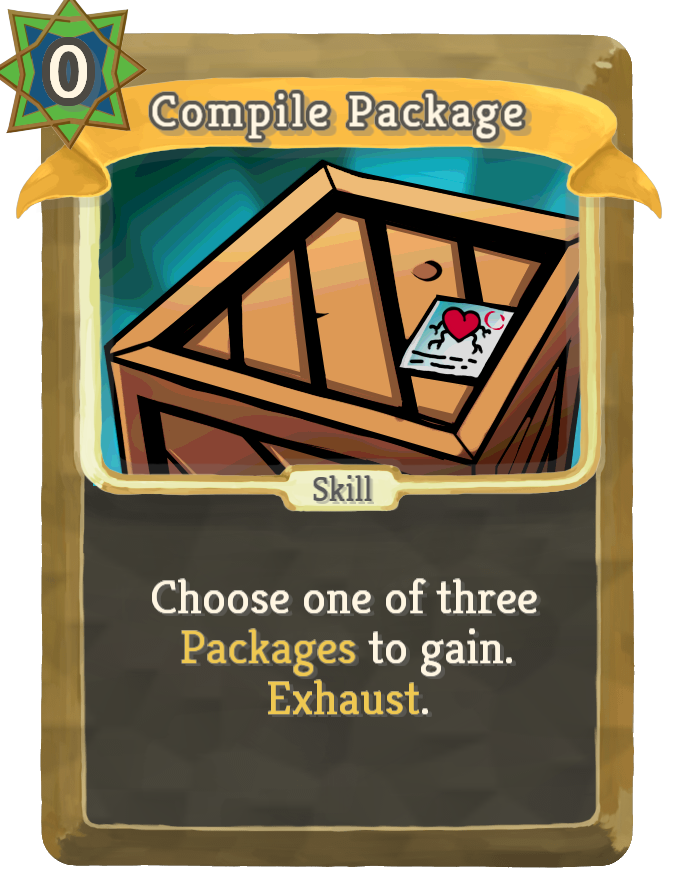 0
Compile Package
Skill
Choose one of three
Packages to gain.
Exhaust.